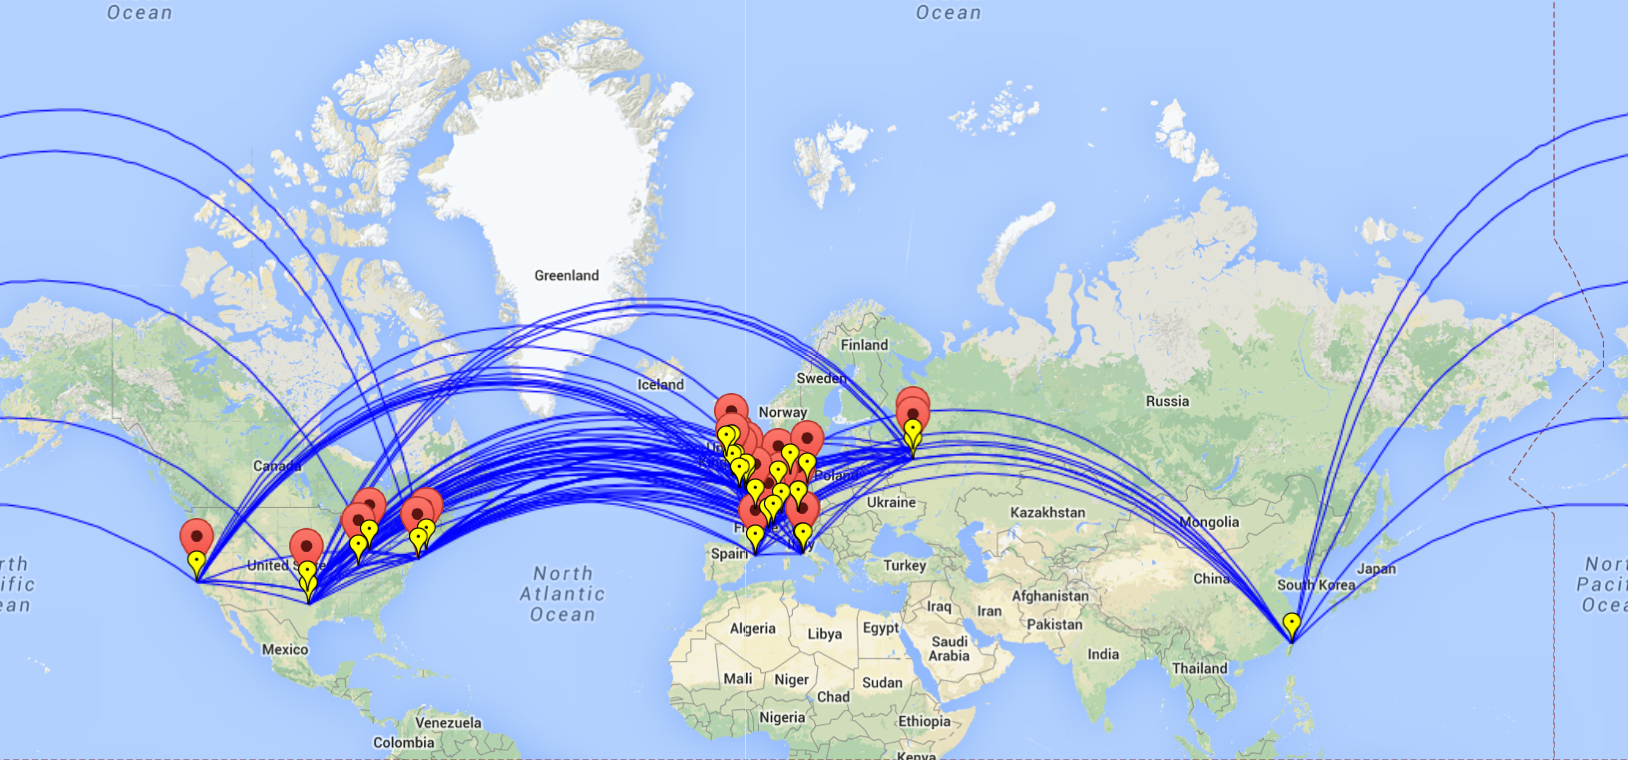 Ocean
Ocean
Greenland
Finland
Iceland
Sweden
Norway
Russia
Canada
Poland
Ukraine
Kazakhstan
Mongolia
Spain
Italy
Turkey
United States
North
Atlantic
Ocean
China
South Korea
Japan
Afghanistan
Iraq
Iran
Pakistan
Algeria
Libya
Egypt
Saudi
Arabia
India
Thailand
Mexico
Mali
Niger
Chad
Sudan
Nigeria
Ethiopia
Venezuela
Colombia
Kenya